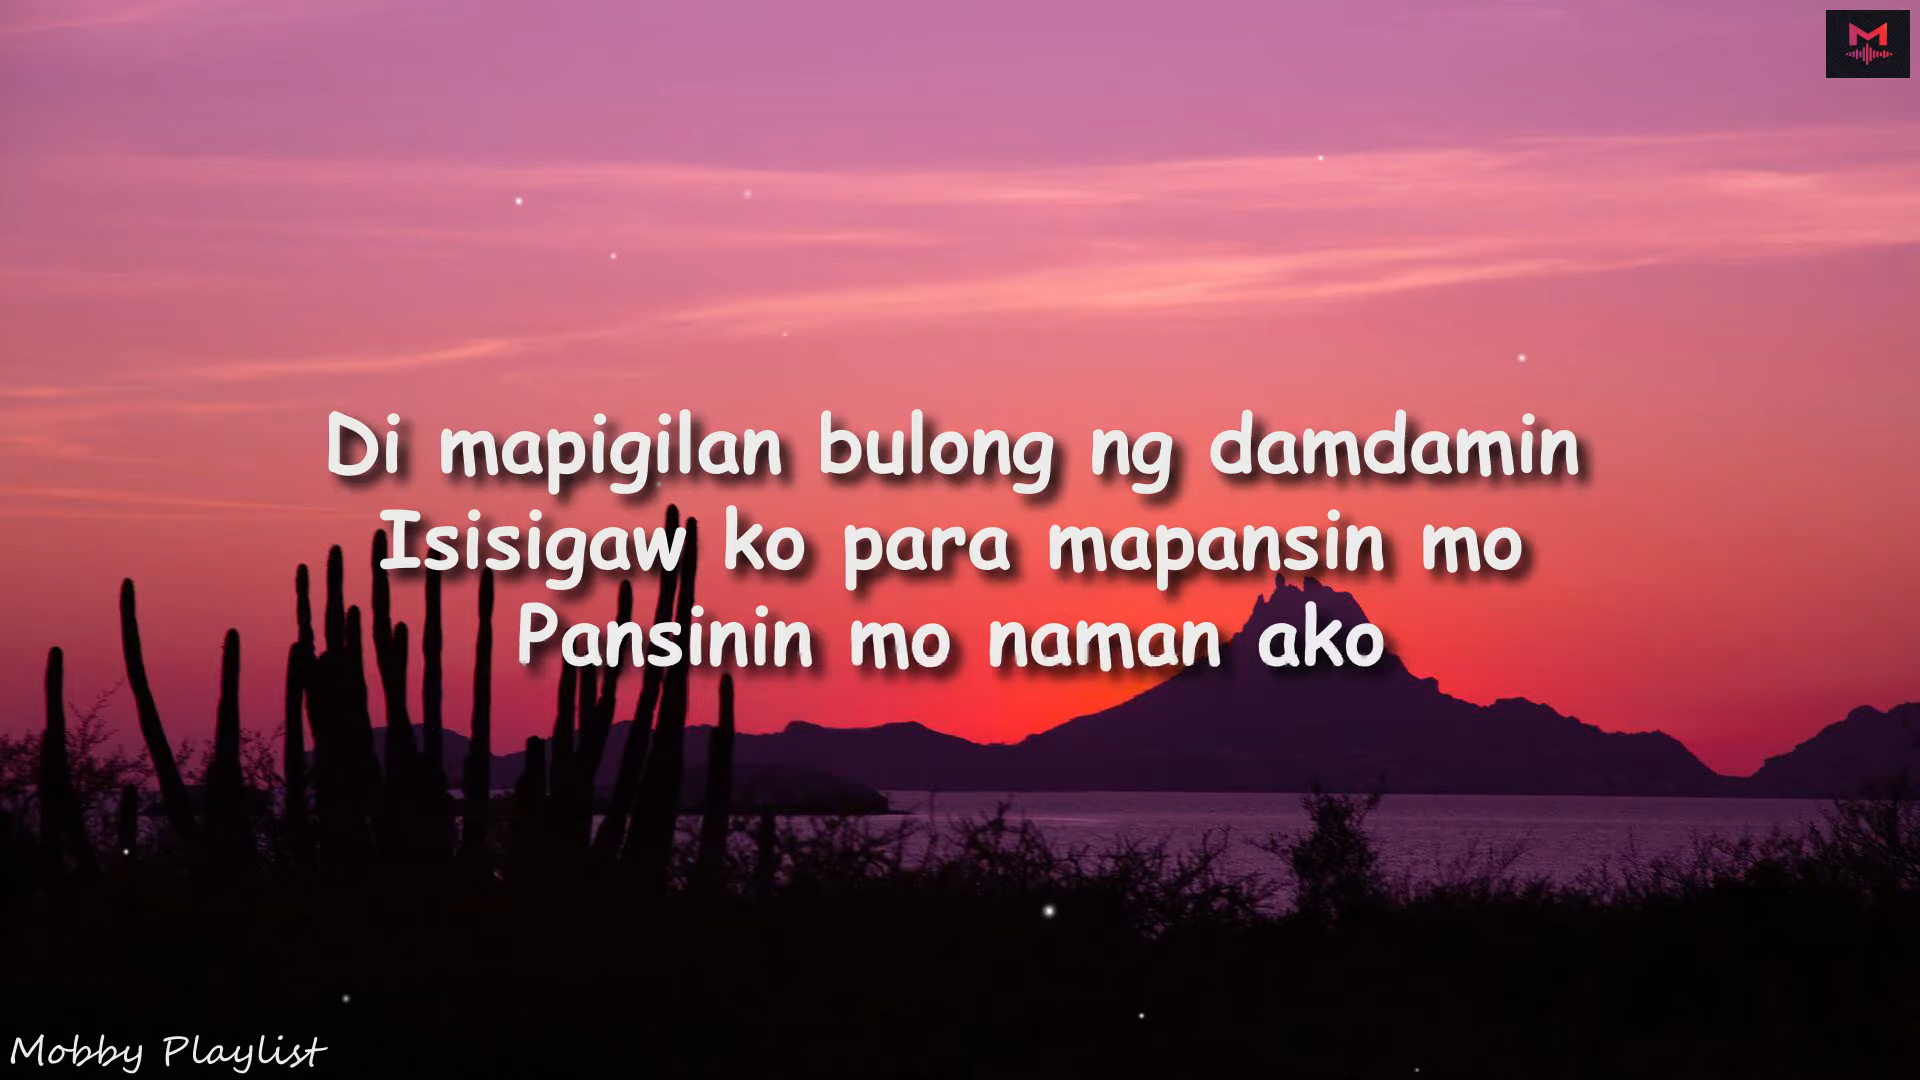 M
Di mapigilan bulong ng damdamin
Isisigaw ko para mapansin mo
Pansinin mo naman ako
Mobby Playlist